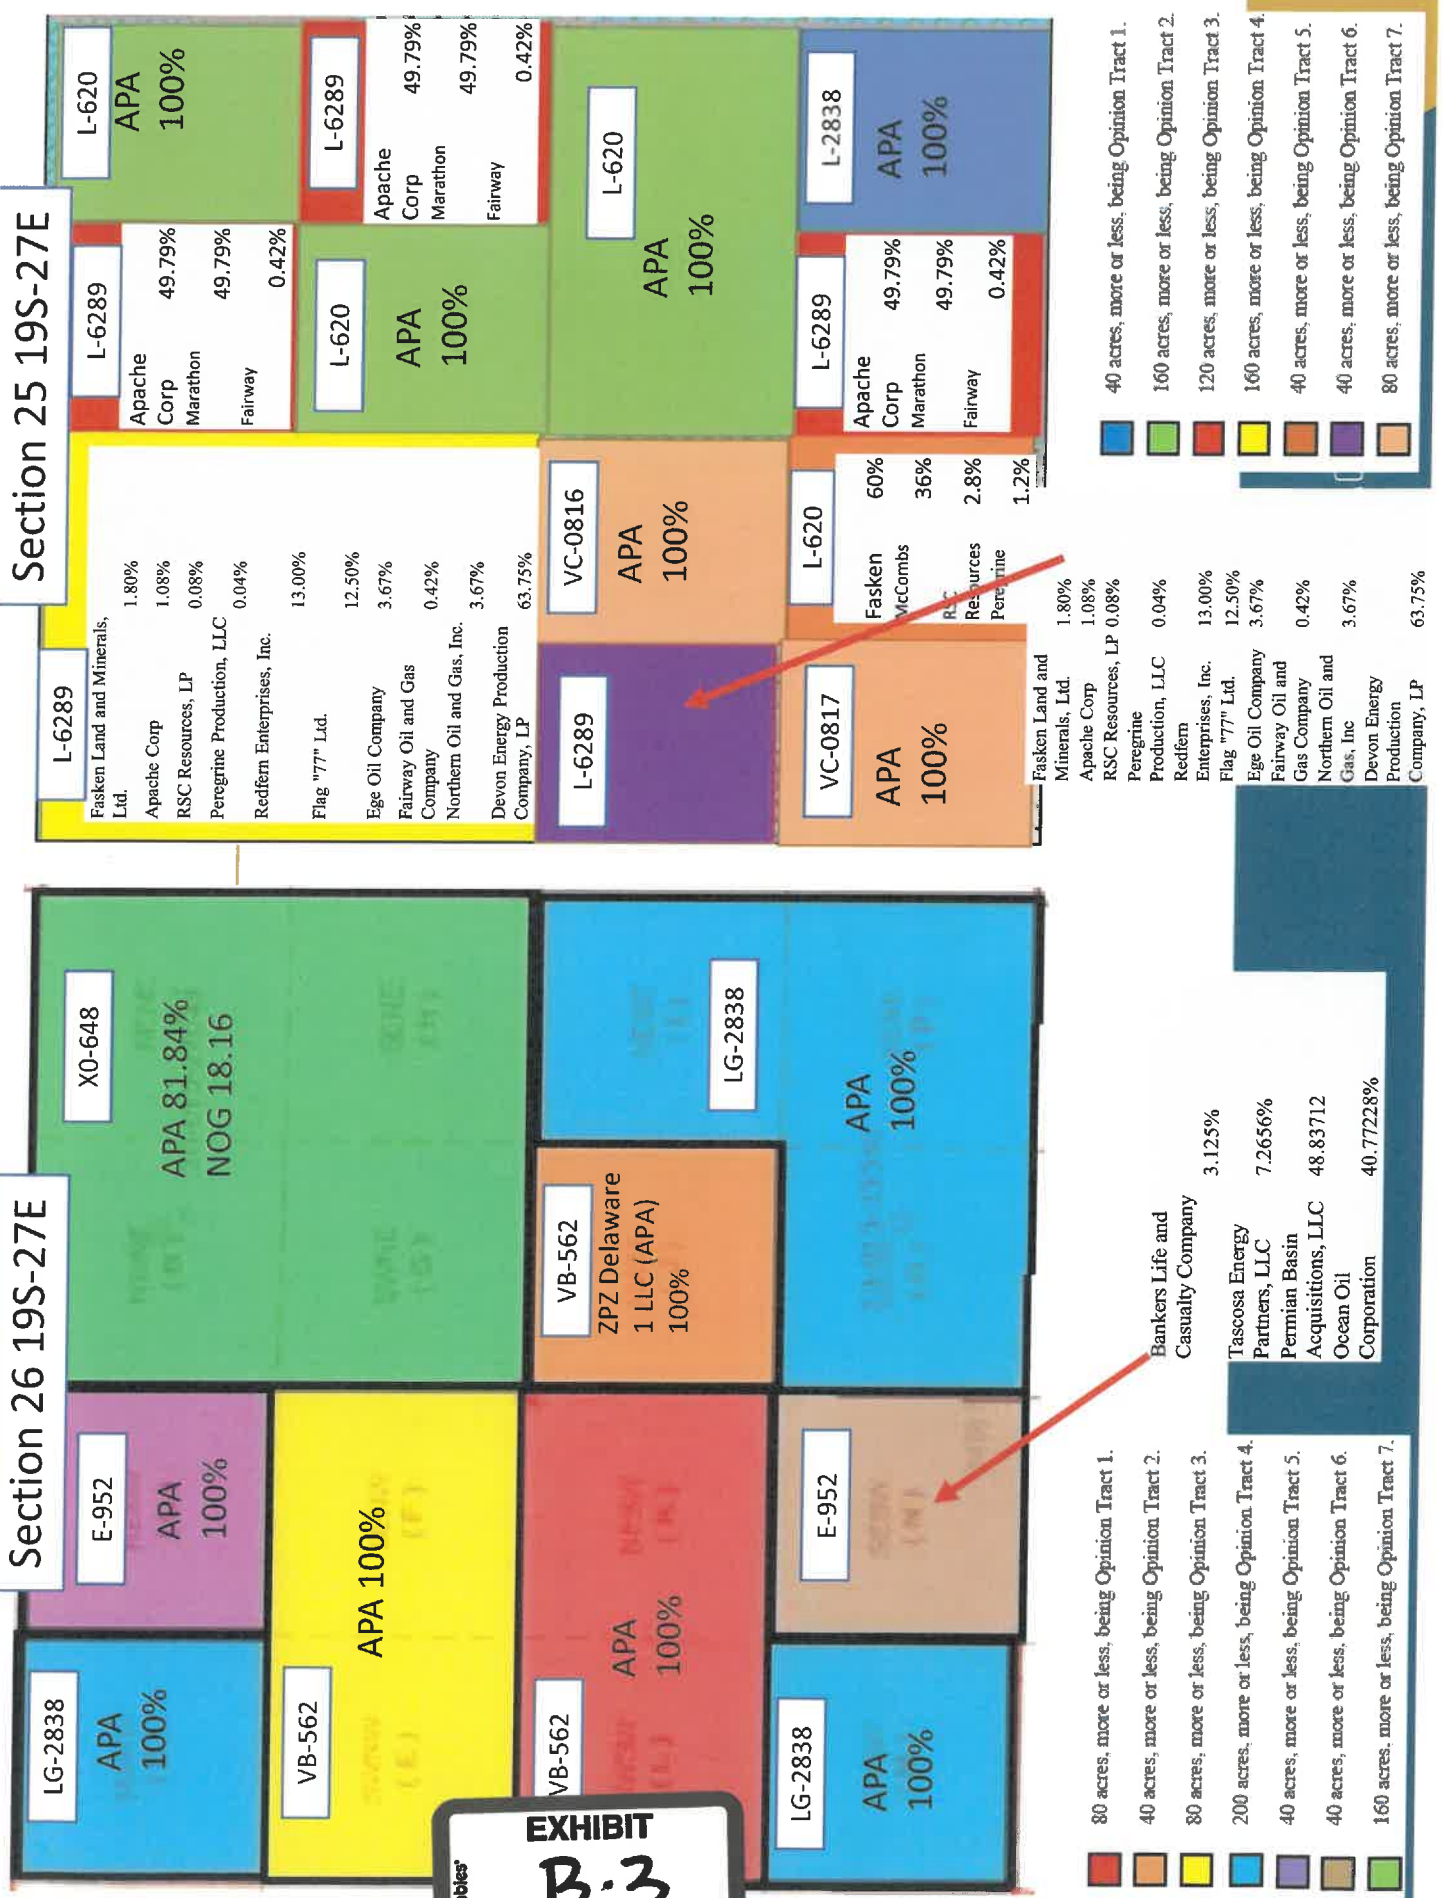 Section 26 19S-27E
LG-2838
APA
100%
E-952
APA
100%
X0-648
APA 81.84%
NOG 18.16
VB-562
APA 100%
VB-562
APA
100%
VB-562
ZPZ Delaware
1 LLC (APA)
100%
LG-2838
APA
100%
LG-2838
APA
100%
E-952
Bankers Life and
Casualty Company 3.125%
Tascosa Energy
Partners, LLC 7.2656%
Permian Basin
Acquisitions, LLC 48.83712
Ocean Oil
Corporation 40.77228%
80 acres, more or less, being Opinion Tract 1.
40 acres, more or less, being Opinion Tract 2.
80 acres, more or less, being Opinion Tract 3.
200 acres, more or less, being Opinion Tract 4.
40 acres, more or less, being Opinion Tract 5.
40 acres, more or less, being Opinion Tract 6.
160 acres, more or less, being Opinion Tract 7.
EXHIBIT
B-3
Section 25 19S-27E
L-6289
Fasken Land and Minerals,
Ltd. 1.80%
Apache Corp 1.08%
RSC Resources, LP 0.08%
Peregrine Production, LLC 0.04%
Redfern Enterprises, Inc. 13.00%
Flag "77" Ltd. 12.50%
Ege Oil Company 3.67%
Fairway Oil and Gas
Company 0.42%
Northern Oil and Gas, Inc. 3.67%
Devon Energy Production
Company, LP 63.75%
L-6289
Apache
Corp 49.79%
Marathon 49.79%
Fairway 0.42%
L-620
APA
100%
L-620
APA
100%
L-6289
Apache
Corp 49.79%
Marathon 49.79%
Fairway 0.42%
L-6289
VC-0816
APA
100%
L-620
APA
100%
VC-0817
APA
100%
L-620
Fasken 60%
McCombs 36%
RSC
Resources 2.8%
Peregrine 1.2%
L-6289
Apache
Corp 49.79%
Marathon 49.79%
Fairway 0.42%
L-2838
APA
100%
Fasken Land and
Minerals, Ltd. 1.80%
Apache Corp 1.08%
RSC Resources, LP 0.08%
Peregrine
Production, LLC 0.04%
Redfern
Enterprises, Inc. 13.00%
Flag "77" Ltd. 12.50%
Ege Oil Company 3.67%
Fairway Oil and
Gas Company 0.42%
Northern Oil and
Gas, Inc 3.67%
Devon Energy
Production
Company, LP 63.75%
40 acres, more or less, being Opinion Tract 1.
160 acres, more or less, being Opinion Tract 2.
120 acres, more or less, being Opinion Tract 3.
160 acres, more or less, being Opinion Tract 4.
40 acres, more or less, being Opinion Tract 5.
40 acres, more or less, being Opinion Tract 6.
80 acres, more or less, being Opinion Tract 7.